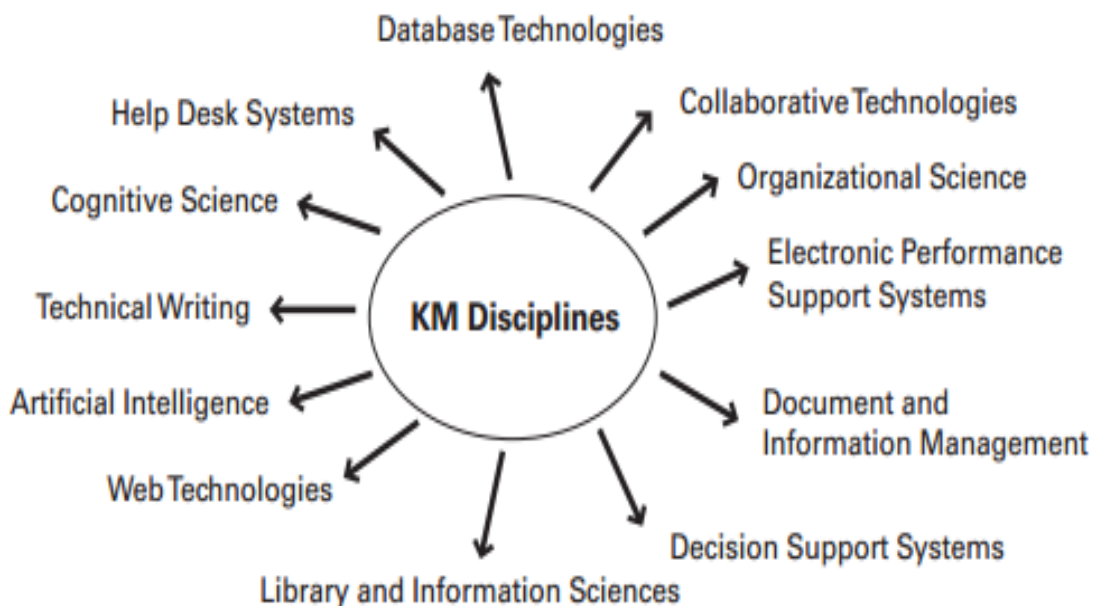 Database Technologies
Help Desk Systems
Collaborative Technologies
Cognitive Science
Organizational Science
Electronic Performance
Support Systems
Technical Writing
KM Disciplines
Artificial Intelligence
Document and
Information Management
Web Technologies
Decision Support Systems
Library and Information Sciences